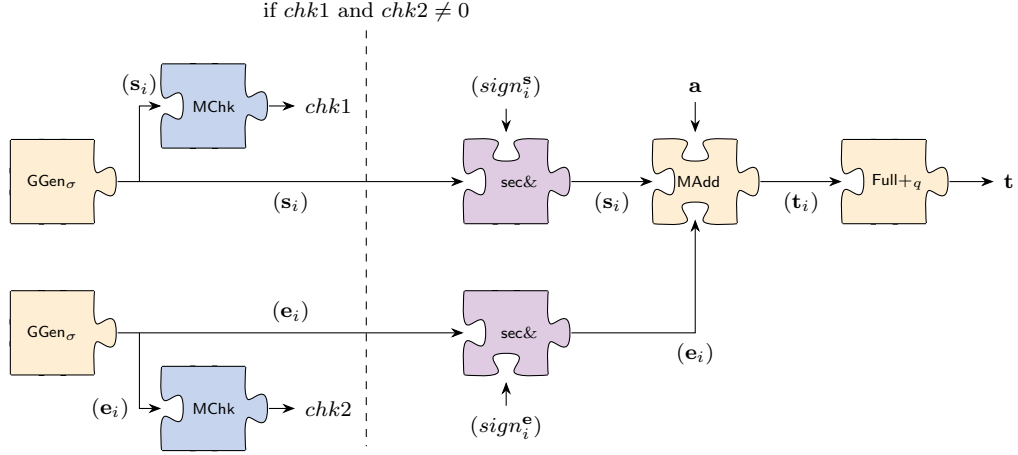 if chk1 and chk2 ≠ 0
(s_i)
MChk
chk1
(sign_i^s)
a
GGen_σ
sec&
MAdd
Full+_q
t
(s_i)
(s_i)
(t_i)
(e_i)
GGen_σ
sec&
(e_i)
(e_i)
MChk
chk2
(sign_i^e)